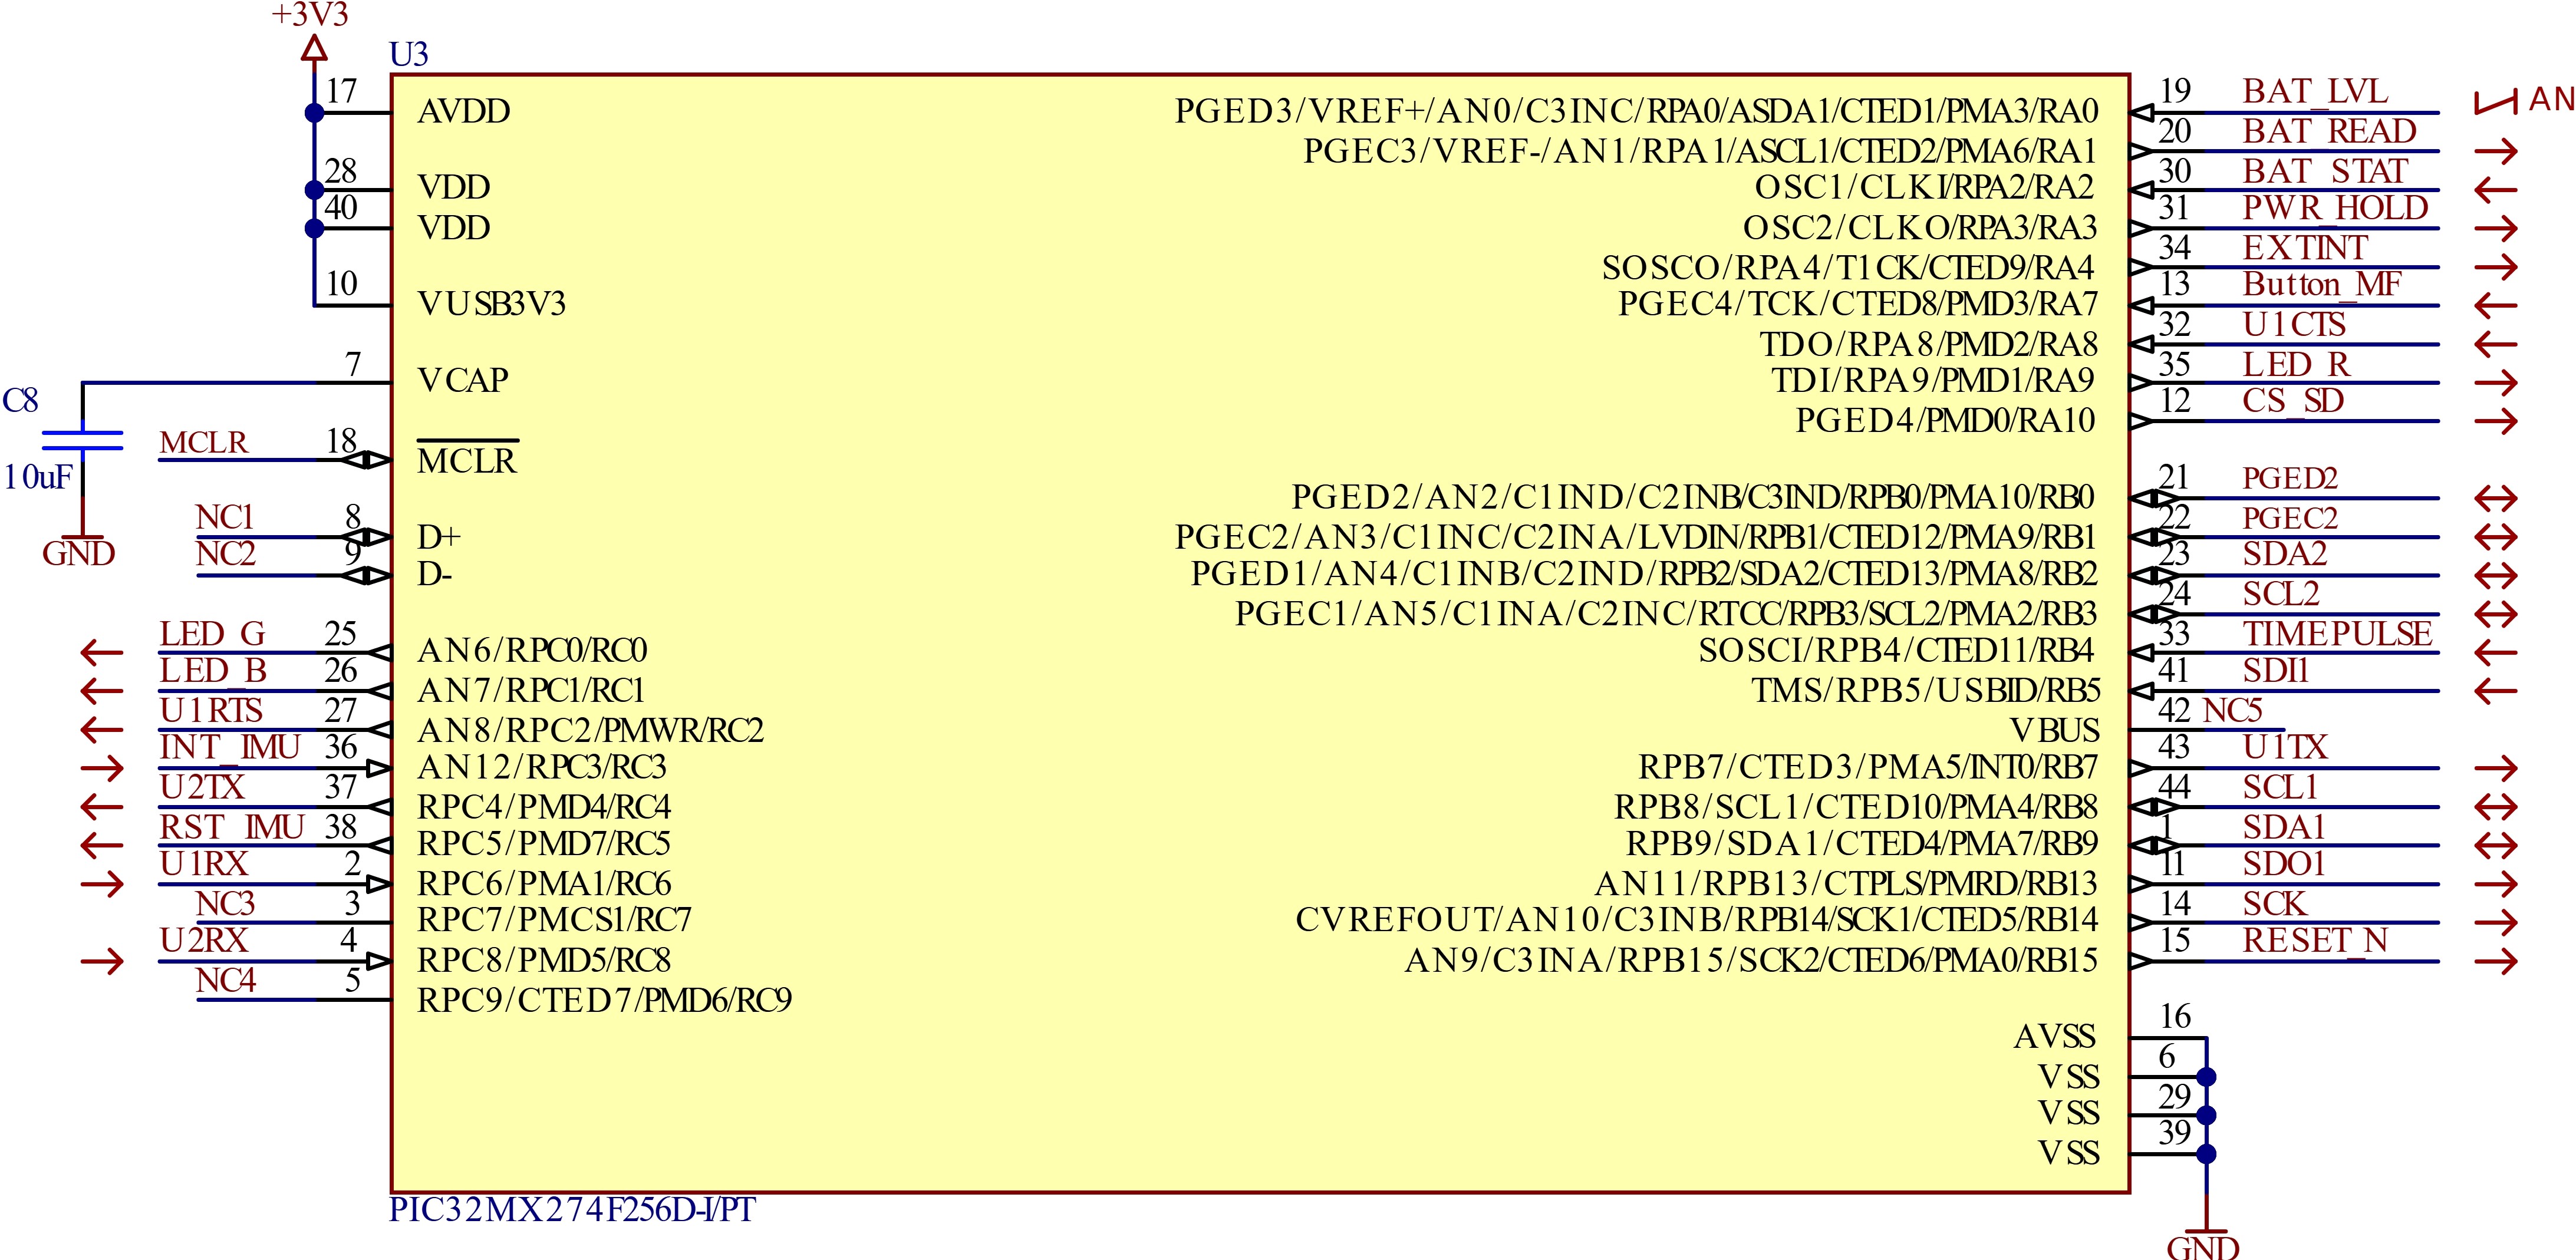 +3V3
U3
17 AVDD
28 VDD
40 VDD
10 VUSB3V3
7 VCAP
C8
10uF
GND
MCLR 18 MCLR
NC1 8 D+
NC2 9 D-
LED_G 25 AN6/RPC0/RC0
LED_B 26 AN7/RPC1/RC1
U1RTS 27 AN8/RPC2/PMWR/RC2
INT_IMU 36 AN12/RPC3/RC3
U2TX 37 RPC4/PMD4/RC4
RST_IMU 38 RPC5/PMD7/RC5
U1RX 2 RPC6/PMA1/RC6
NC3 3 RPC7/PMCS1/RC7
U2RX 4 RPC8/PMD5/RC8
NC4 5 RPC9/CTED7/PMD6/RC9
PGED3/VREF+/AN0/C3INC/RPA0/ASDA1/CTED1/PMA3/RA0 19 BAT_LVL AN
PGEC3/VREF-/AN1/RPA1/ASCL1/CTED2/PMA6/RA1 20 BAT_READ
OSC1/CLKI/RPA2/RA2 30 BAT_STAT
OSC2/CLKO/RPA3/RA3 31 PWR_HOLD
SOSCO/RPA4/T1CK/CTED9/RA4 34 EXTINT
PGEC4/TCK/CTED8/PMD3/RA7 13 Button_MF
TDO/RPA8/PMD2/RA8 32 U1CTS
TDI/RPA9/PMD1/RA9 35 LED_R
PGED4/PMD0/RA10 12 CS_SD
PGED2/AN2/C1IND/C2INB/C3IND/RPB0/PMA10/RB0 21 PGED2
PGEC2/AN3/C1INC/C2INA/LVDIN/RPB1/CTED12/PMA9/RB1 22 PGEC2
PGED1/AN4/C1INB/C2IND/RPB2/SDA2/CTED13/PMA8/RB2 23 SDA2
PGEC1/AN5/C1INA/C2INC/RTCC/RPB3/SCL2/PMA2/RB3 24 SCL2
SOSCI/RPB4/CTED11/RB4 33 TIMEPULSE
TMS/RPB5/USBID/RB5 41 SDI1
VBUS 42 NC5
RPB7/CTED3/PMA5/INT0/RB7 43 U1TX
RPB8/SCL1/CTED10/PMA4/RB8 44 SCL1
RPB9/SDA1/CTED4/PMA7/RB9 1 SDA1
AN11/RPB13/CTPLS/PMRD/RB13 11 SDO1
CVREFOUT/AN10/C3INB/RPB14/SCK1/CTED5/RB14 14 SCK
AN9/C3INA/RPB15/SCK2/CTED6/PMA0/RB15 15 RESET_N
AVSS 16
VSS 6
VSS 29
VSS 39
GND
PIC32MX274F256D-I/PT